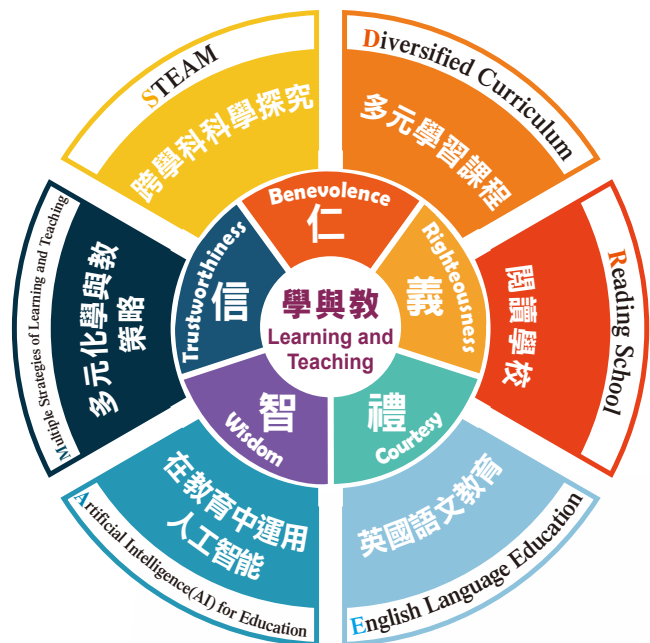 STEAM
跨學科科學探究
Diversified Curriculum
多元學習課程
Reading School
閱讀學校
English Language Education
英國語文教育
Artificial Intelligence(AI) for Education
在教育中運用
人工智能
Multiple Strategies of Learning and Teaching
多元化學與教
策略
Benevolence
仁
Righteousness
義
Courtesy
禮
Wisdom
智
Trustworthiness
信
學與教
Learning and
Teaching